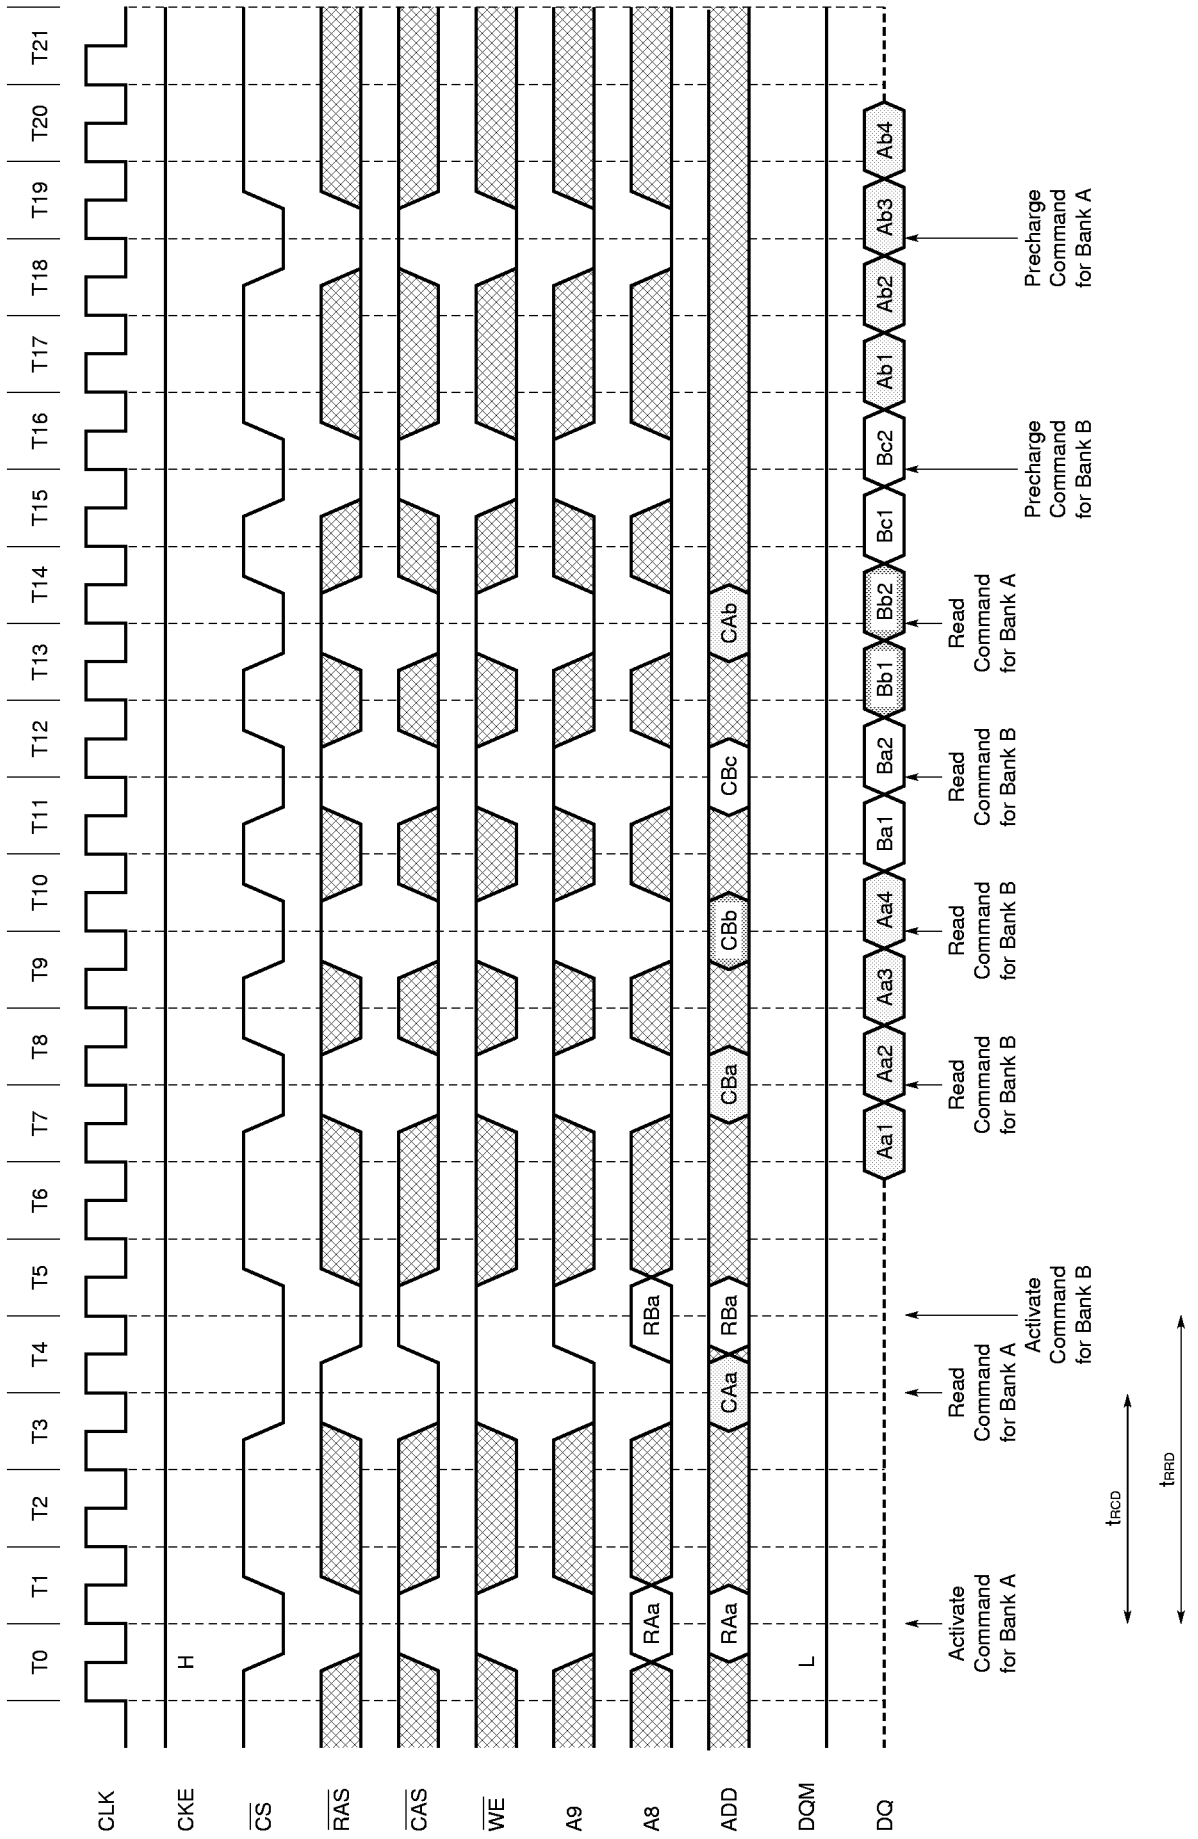 T0 T1 T2 T3 T4 T5 T6 T7 T8 T9 T10 T11 T12 T13 T14 T15 T16 T17 T18 T19 T20 T21
CLK
CKE H
CS
RAS
CAS
WE
A9
A8 RAa RBa
ADD RAa CAa RBa CBa CBb CBc CAb
DQM L
DQ Aa1 Aa2 Aa3 Aa4 Ba1 Ba2 Bb1 Bb2 Bc1 Bc2 Ab1 Ab2 Ab3 Ab4
Activate
Command
for Bank A
Read
Command
for Bank A
Activate
Command
for Bank B
Read
Command
for Bank B
Read
Command
for Bank B
Read
Command
for Bank B
Read
Command
for Bank A
Precharge
Command
for Bank B
Precharge
Command
for Bank A
tRCD
tRRD